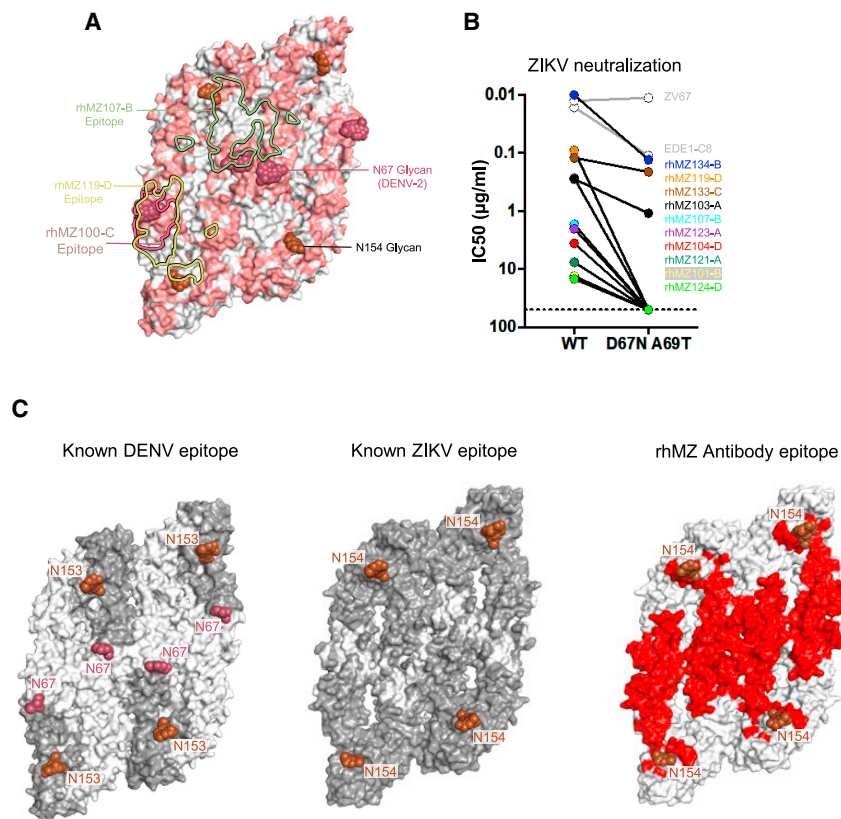 A
rhMZ107-B
Epitope
rhMZ119-D
Epitope
rhMZ100-C
Epitope
N67 Glycan
(DENV-2)
N154 Glycan
B
ZIKV neutralization
IC50 (µg/ml)
0.01
0.1
1
10
100
WT
D67N A69T
ZV67
EDE1-C8
rhMZ134-B
rhMZ119-D
rhMZ133-C
rhMZ103-A
rhMZ107-B
rhMZ123-A
rhMZ104-D
rhMZ121-A
rhMZ101-B
rhMZ124-D
C
Known DENV epitope
N153
N153
N67
N67
N67
N67
N153
N153
Known ZIKV epitope
N154
N154
N154
N154
rhMZ Antibody epitope
N154
N154
N154
N154